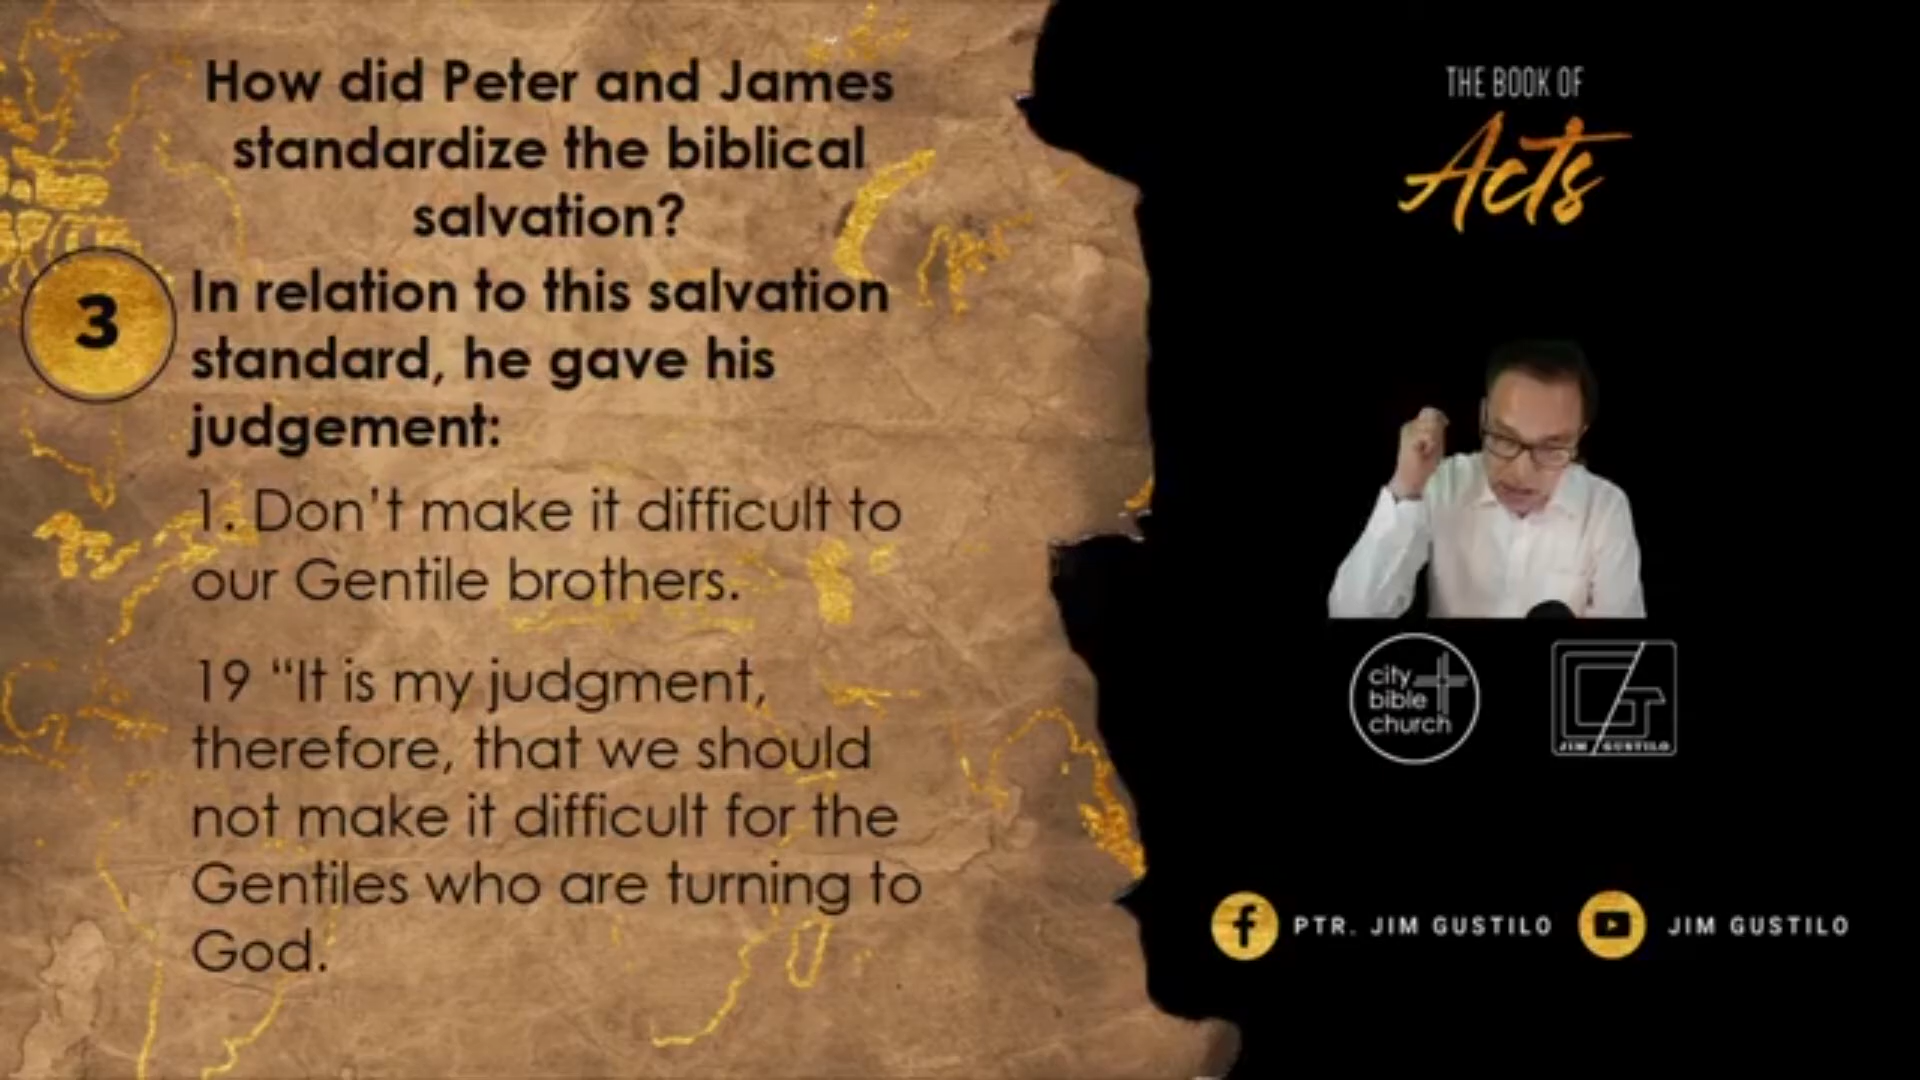 How did Peter and James
standardize the biblical
salvation?
3
In relation to this salvation
standard, he gave his
judgement:
1. Don’t make it difficult to
our Gentile brothers.
19 “It is my judgment,
therefore, that we should
not make it difficult for the
Gentiles who are turning to
God.
THE BOOK OF
Acts
city
bible
church
JIM GUSTILO
PTR. JIM GUSTILO
JIM GUSTILO